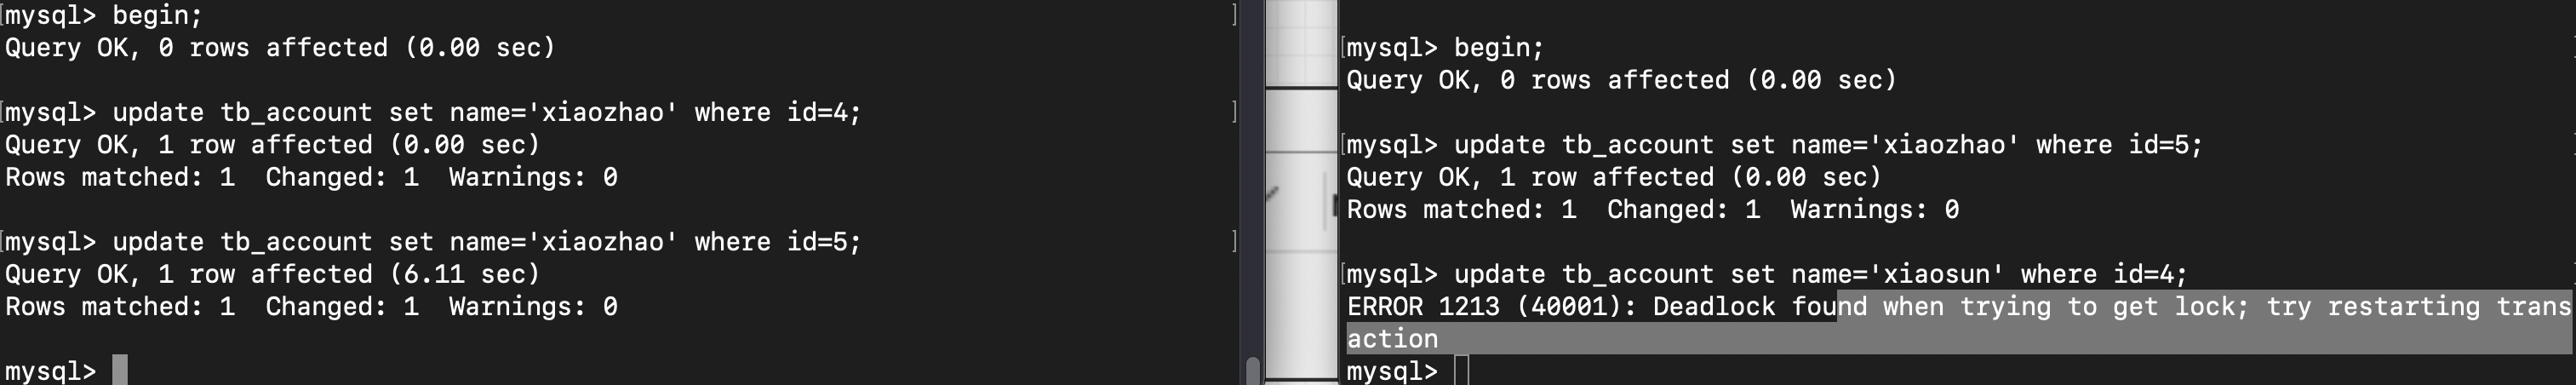 [mysql> begin; ]
Query OK, 0 rows affected (0.00 sec)
[mysql> update tb_account set name='xiaozhao' where id=4; ]
Query OK, 1 row affected (0.00 sec)
Rows matched: 1  Changed: 1  Warnings: 0
[mysql> update tb_account set name='xiaozhao' where id=5; ]
Query OK, 1 row affected (6.11 sec)
Rows matched: 1  Changed: 1  Warnings: 0
mysql>
[mysql> begin;
Query OK, 0 rows affected (0.00 sec)
[mysql> update tb_account set name='xiaozhao' where id=5;
Query OK, 1 row affected (0.00 sec)
Rows matched: 1  Changed: 1  Warnings: 0
[mysql> update tb_account set name='xiaosun' where id=4;
ERROR 1213 (40001): Deadlock found when trying to get lock; try restarting trans
action
mysql>